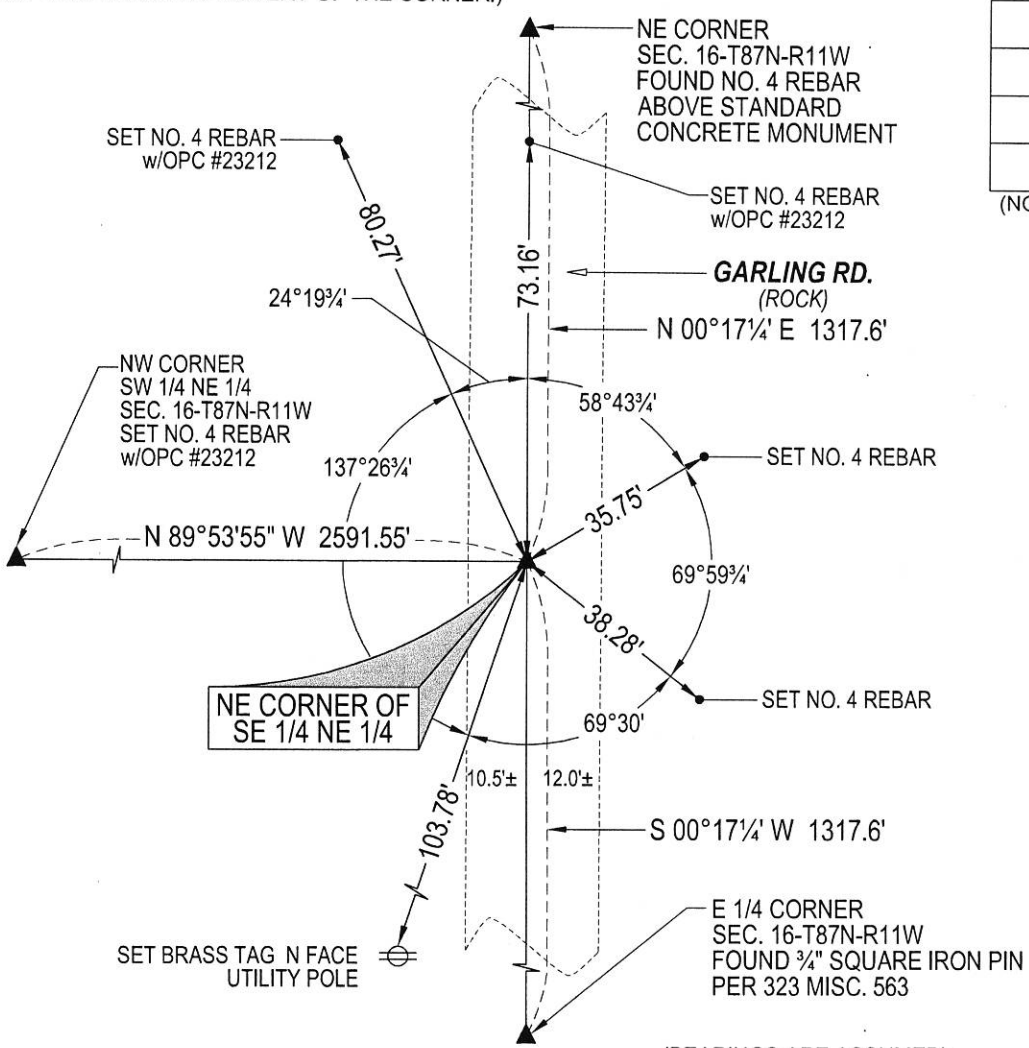 NE CORNER
SEC. 16-T87N-R11W
FOUND NO. 4 REBAR
ABOVE STANDARD
CONCRETE MONUMENT
SET NO. 4 REBAR
w/OPC #23212
SET NO. 4 REBAR
w/OPC #23212
80.27'
73.16'
GARLING RD.
(ROCK)
24°19¾'
N 00°17¼' E 1317.6'
NW CORNER
SW 1/4 NE 1/4
SEC. 16-T87N-R11W
SET NO. 4 REBAR
w/OPC #23212
58°43¾'
137°26¾'
SET NO. 4 REBAR
35.75'
N 89°53'55" W 2591.55'
69°59¾'
38.28'
NE CORNER OF
SE 1/4 NE 1/4
SET NO. 4 REBAR
69°30'
10.5'±
12.0'±
103.78'
S 00°17¼' W 1317.6'
E 1/4 CORNER
SEC. 16-T87N-R11W
FOUND ¾" SQUARE IRON PIN
PER 323 MISC. 563
SET BRASS TAG N FACE
UTILITY POLE